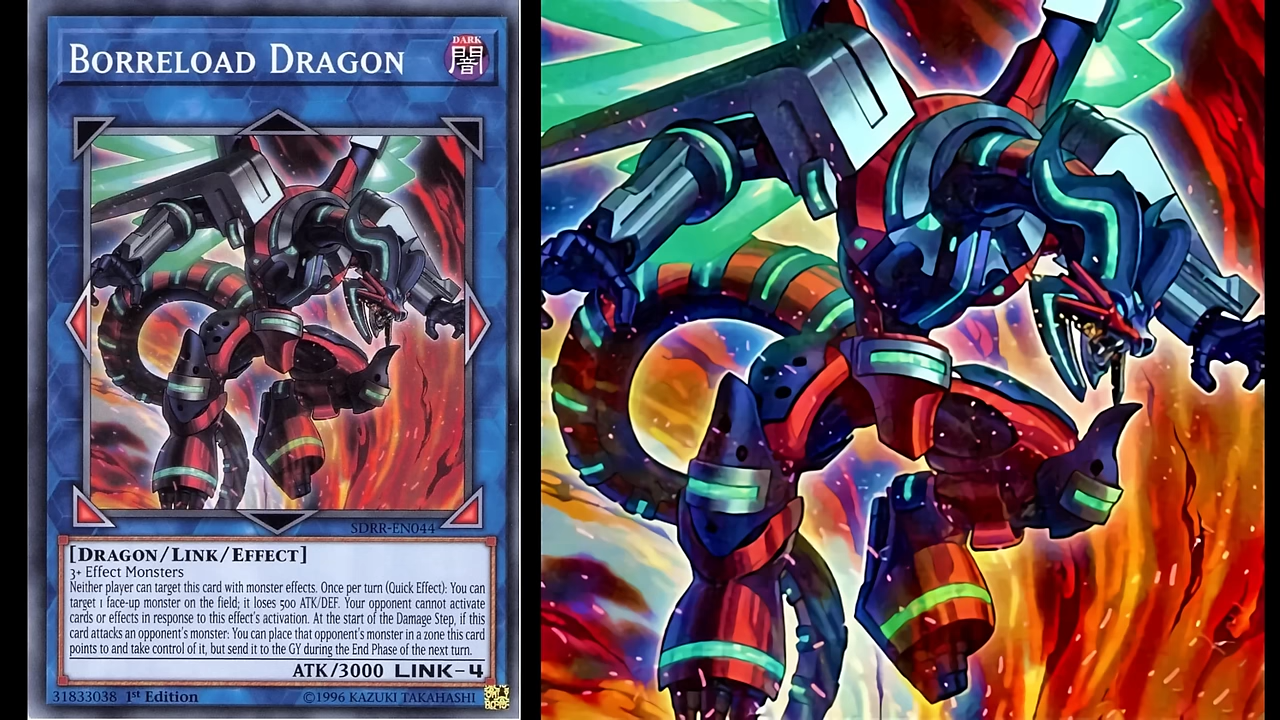 BORRELOAD DRAGON
DARK
闇
SDRR-EN044
[DRAGON/LINK/EFFECT]
3+ Effect Monsters
Neither player can target this card with monster effects. Once per turn (Quick Effect): You can
target 1 face-up monster on the field; it loses 500 ATK/DEF. Your opponent cannot activate
cards or effects in response to this effect's activation. At the start of the Damage Step, if this
card attacks an opponent's monster: You can place that opponent's monster in a zone this card
points to and take control of it, but send it to the GY during the End Phase of the next turn.
ATK/3000 LINK-4
31833038 1st Edition ©1996 KAZUKI TAKAHASHI